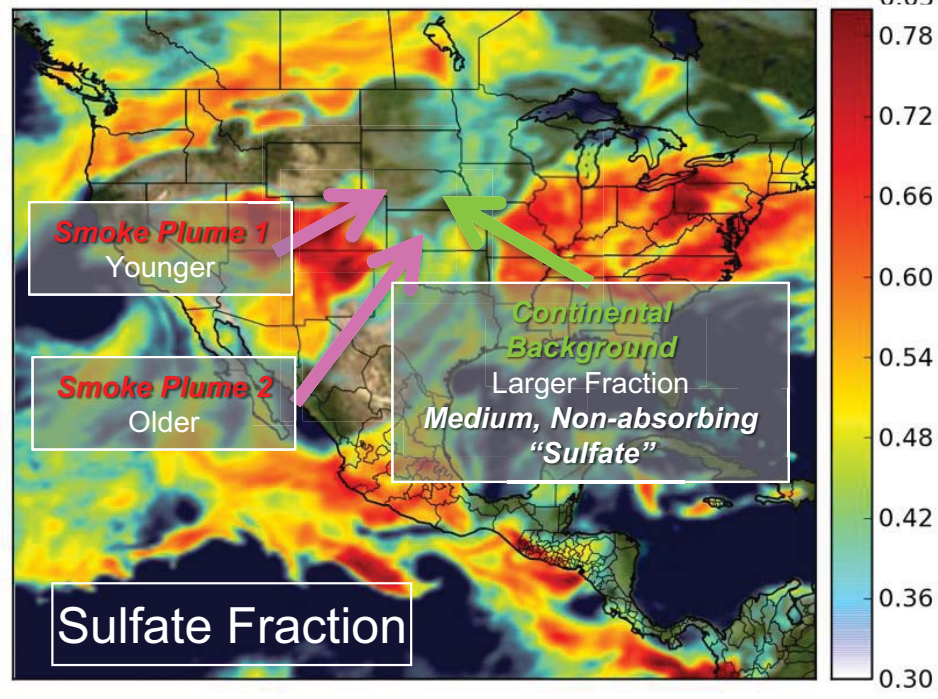 Smoke Plume 1
Younger
Smoke Plume 2
Older
Continental
Background
Larger Fraction
Medium, Non-absorbing
“Sulfate”
Sulfate Fraction
0.78
0.72
0.66
0.60
0.54
0.48
0.42
0.36
0.30